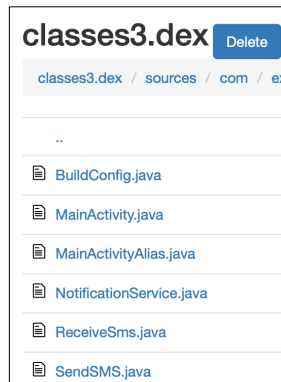 classes3.dex Delete
classes3.dex / sources / com / e
..
BuildConfig.java
MainActivity.java
MainActivityAlias.java
NotificationService.java
ReceiveSms.java
SendSMS.java